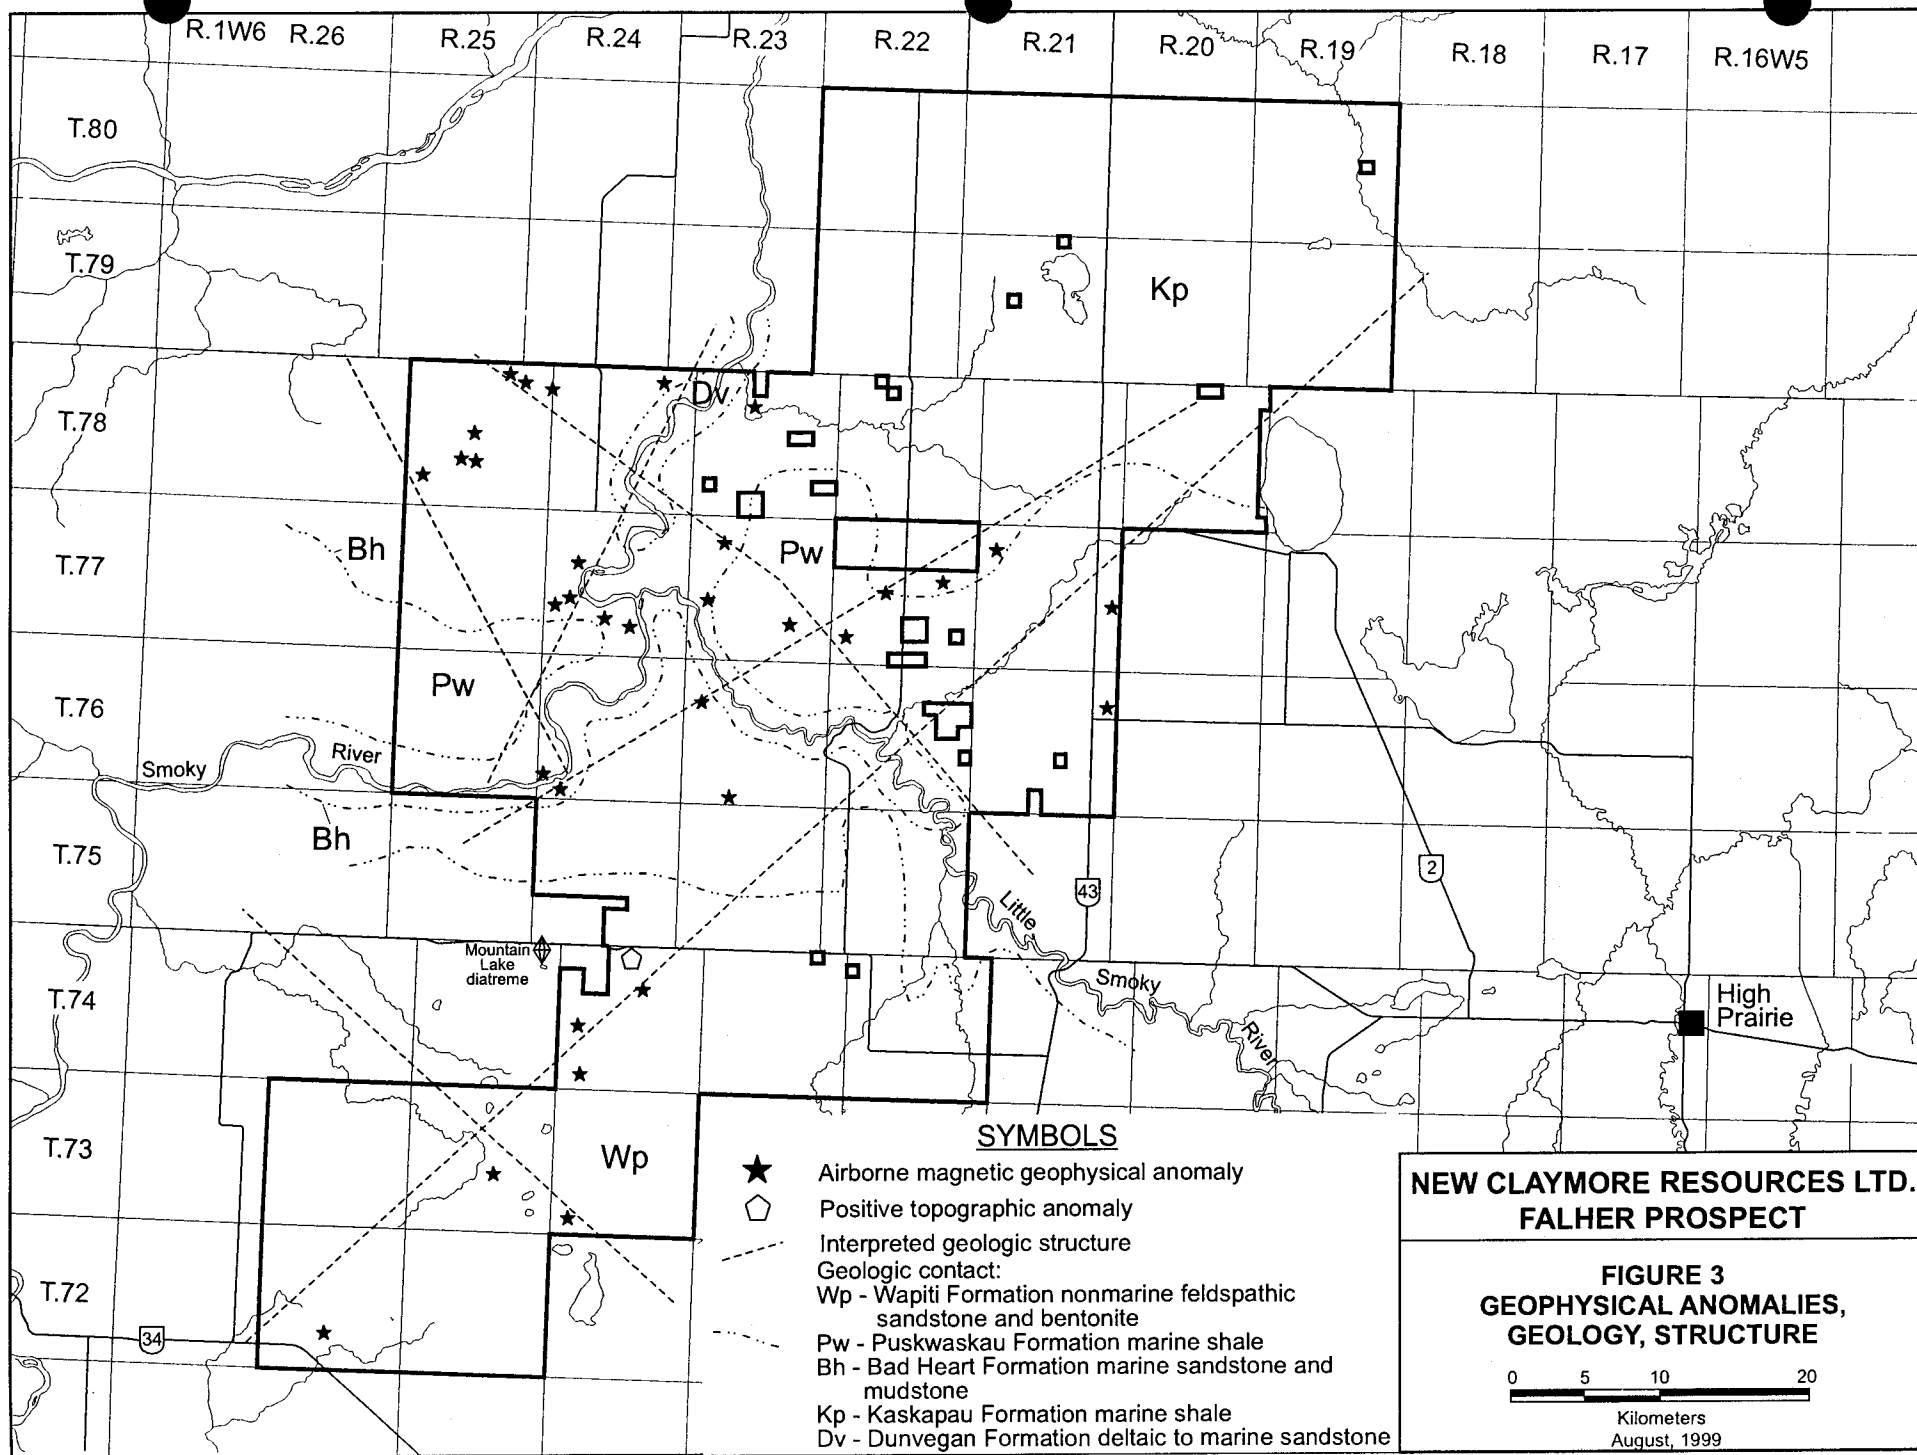 R.1W6 R.26 R.25 R.24 R.23 R.22 R.21 R.20 R.19 R.18 R.17 R.16W5
T.80
T.79
Kp
T.78
Dv
T.77
Bh
Pw
T.76
Pw
Smoky River
T.75
Bh
2
43
Little Smoky River
Mountain
Lake
diatreme
T.74
High
Prairie
T.73
Wp
T.72
34
SYMBOLS
Airborne magnetic geophysical anomaly
Positive topographic anomaly
Interpreted geologic structure
Geologic contact:
Wp - Wapiti Formation nonmarine feldspathic
sandstone and bentonite
Pw - Puskwaskau Formation marine shale
Bh - Bad Heart Formation marine sandstone and
mudstone
Kp - Kaskapau Formation marine shale
Dv - Dunvegan Formation deltaic to marine sandstone
NEW CLAYMORE RESOURCES LTD.
FALHER PROSPECT
FIGURE 3
GEOPHYSICAL ANOMALIES,
GEOLOGY, STRUCTURE
0 5 10 20
Kilometers
August, 1999